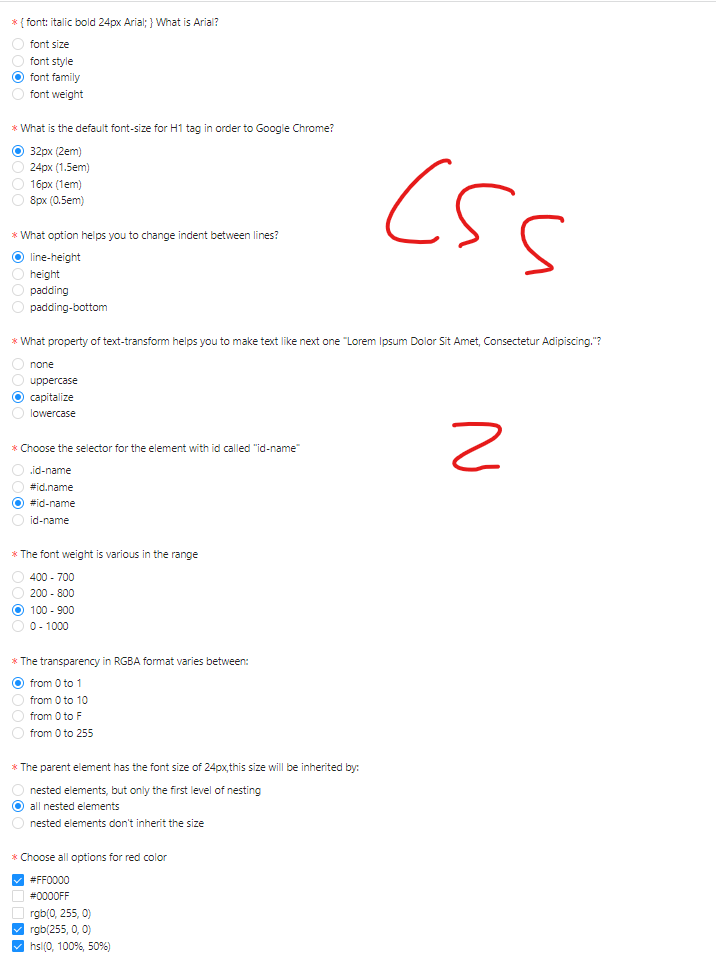 * { font: italic bold 24px Arial; } What is Arial?
font size
font style
font family
font weight
* What is the default font-size for H1 tag in order to Google Chrome?
32px (2em)
24px (1.5em)
16px (1em)
8px (0.5em)
CSS
* What option helps you to change indent between lines?
line-height
height
padding
padding-bottom
* What property of text-transform helps you to make text like next one "Lorem Ipsum Dolor Sit Amet, Consectetur Adipiscing."?
none
uppercase
capitalize
lowercase
2
* Choose the selector for the element with id called "id-name"
.id-name
#id.name
#id-name
id-name
* The font weight is various in the range
400 - 700
200 - 800
100 - 900
0 - 1000
* The transparency in RGBA format varies between:
from 0 to 1
from 0 to 10
from 0 to F
from 0 to 255
* The parent element has the font size of 24px,this size will be inherited by:
nested elements, but only the first level of nesting
all nested elements
nested elements don't inherit the size
* Choose all options for red color
#FF0000
#0000FF
rgb(0, 255, 0)
rgb(255, 0, 0)
hsl(0, 100%, 50%)